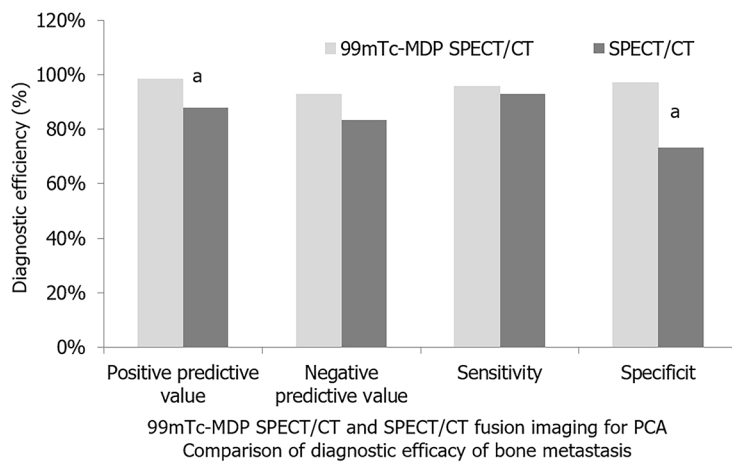 120%
99mTc-MDP SPECT/CT
SPECT/CT
100%
a
80%
a
60%
40%
20%
0%
Diagnostic efficiency (%)
Positive predictive
value
Negative
predictive value
Sensitivity
Specificit
99mTc-MDP SPECT/CT and SPECT/CT fusion imaging for PCA
Comparison of diagnostic efficacy of bone metastasis